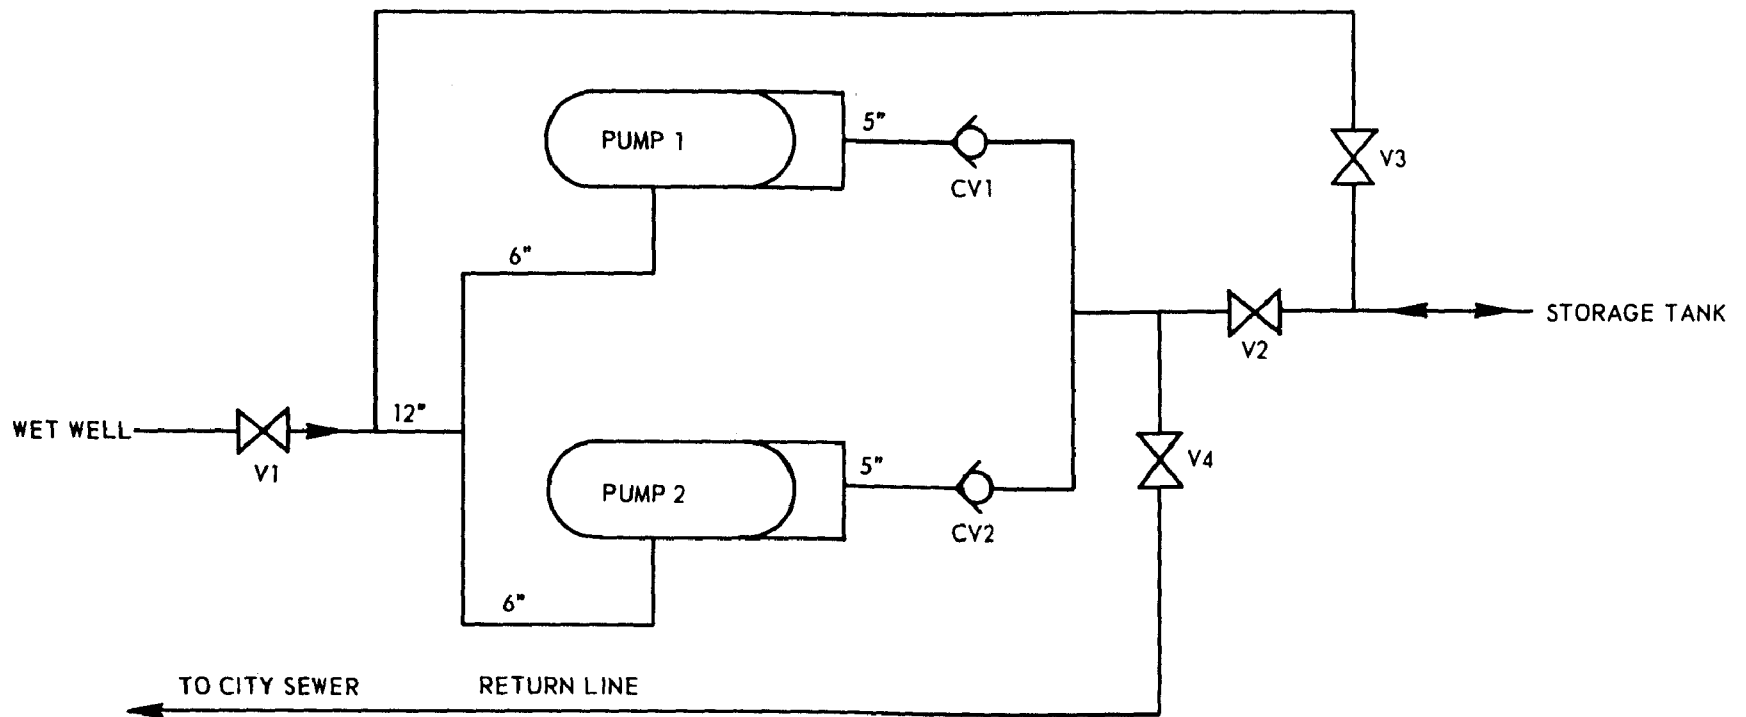 PUMP 1
5"
CV1
V3
6"
V2
STORAGE TANK
WET WELL
V1
12"
PUMP 2
5"
CV2
V4
6"
TO CITY SEWER
RETURN LINE